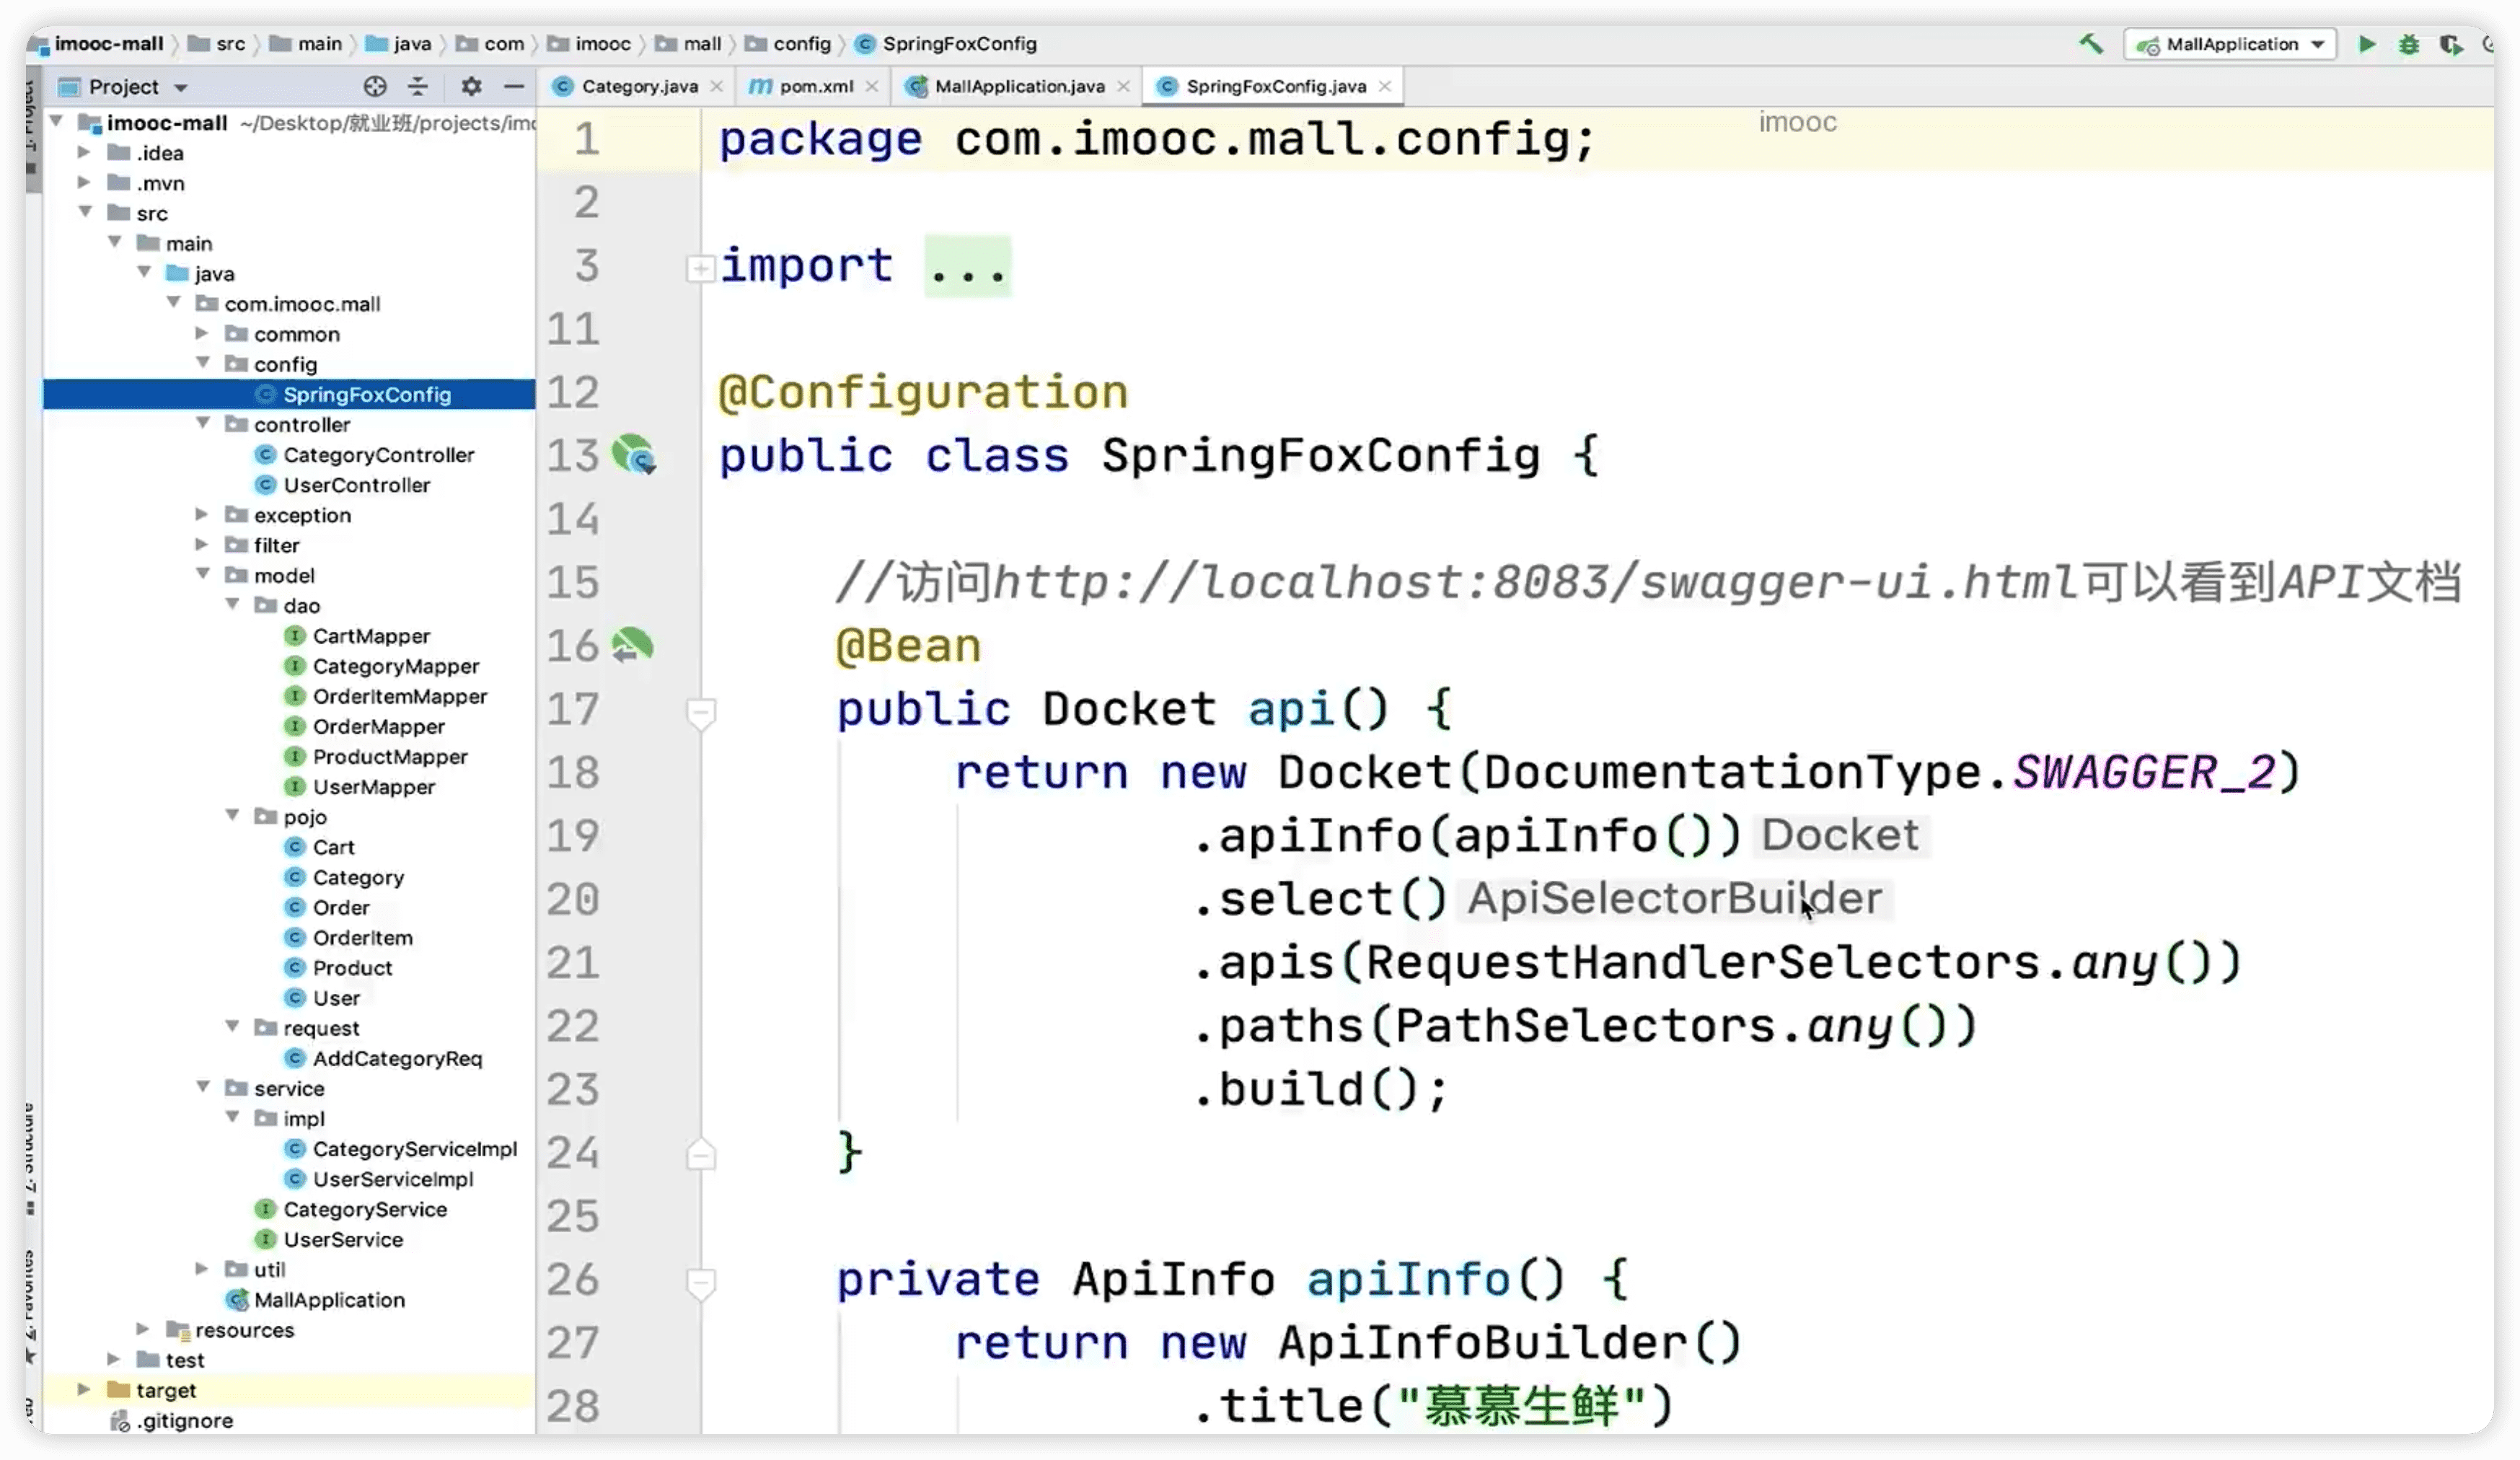 imooc-mall src main java com imooc mall config SpringFoxConfig MallApplication
Project Category.java pom.xml MallApplication.java SpringFoxConfig.java
imooc-mall ~/Desktop/就业班/projects/imo
.idea
.mvn
src
main
java
com.imooc.mall
common
config
SpringFoxConfig
controller
CategoryController
UserController
exception
filter
model
dao
CartMapper
CategoryMapper
OrderItemMapper
OrderMapper
ProductMapper
UserMapper
pojo
Cart
Category
Order
OrderItem
Product
User
request
AddCategoryReq
service
impl
CategoryServiceImpl
UserServiceImpl
CategoryService
UserService
util
MallApplication
resources
test
target
.gitignore
imooc
1 package com.imooc.mall.config;
2
3 import ...
11
12 @Configuration
13 public class SpringFoxConfig {
14
15 //访问http://localhost:8083/swagger-ui.html可以看到API文档
16 @Bean
17 public Docket api() {
18 return new Docket(DocumentationType.SWAGGER_2)
19 .apiInfo(apiInfo()) Docket
20 .select() ApiSelectorBuilder
21 .apis(RequestHandlerSelectors.any())
22 .paths(PathSelectors.any())
23 .build();
24 }
25
26 private ApiInfo apiInfo() {
27 return new ApiInfoBuilder()
28 .title("慕慕生鲜")